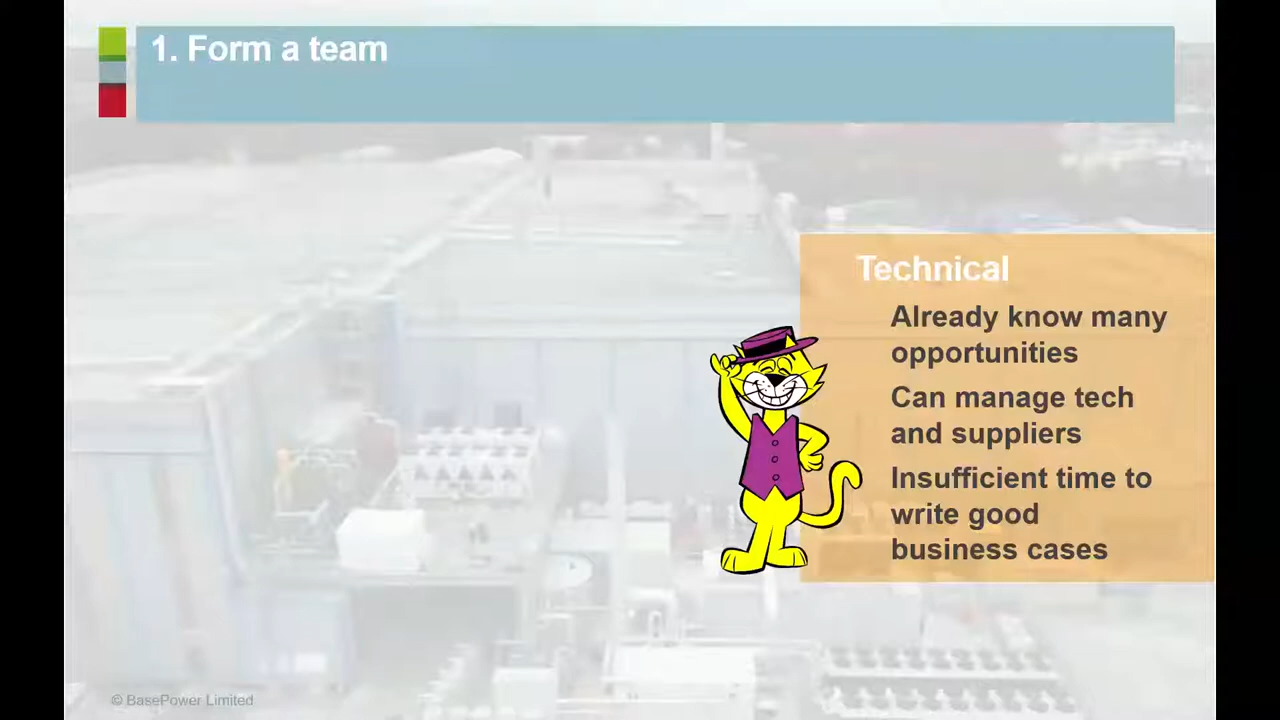 1. Form a team
Technical
Already know many
opportunities
Can manage tech
and suppliers
Insufficient time to
write good
business cases
© BasePower Limited